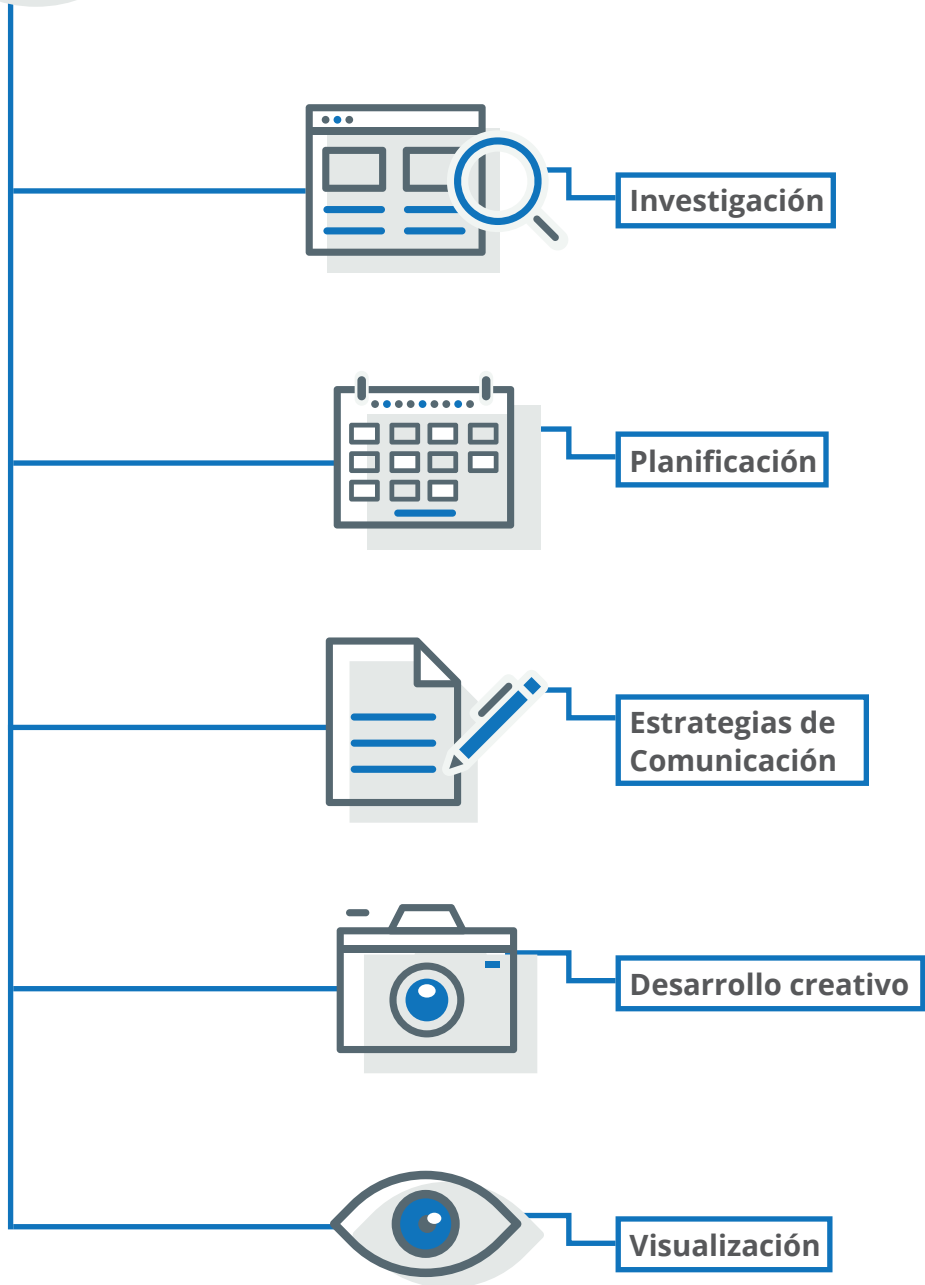 Investigación
Planificación
Estrategias de
Comunicación
Desarrollo creativo
Visualización